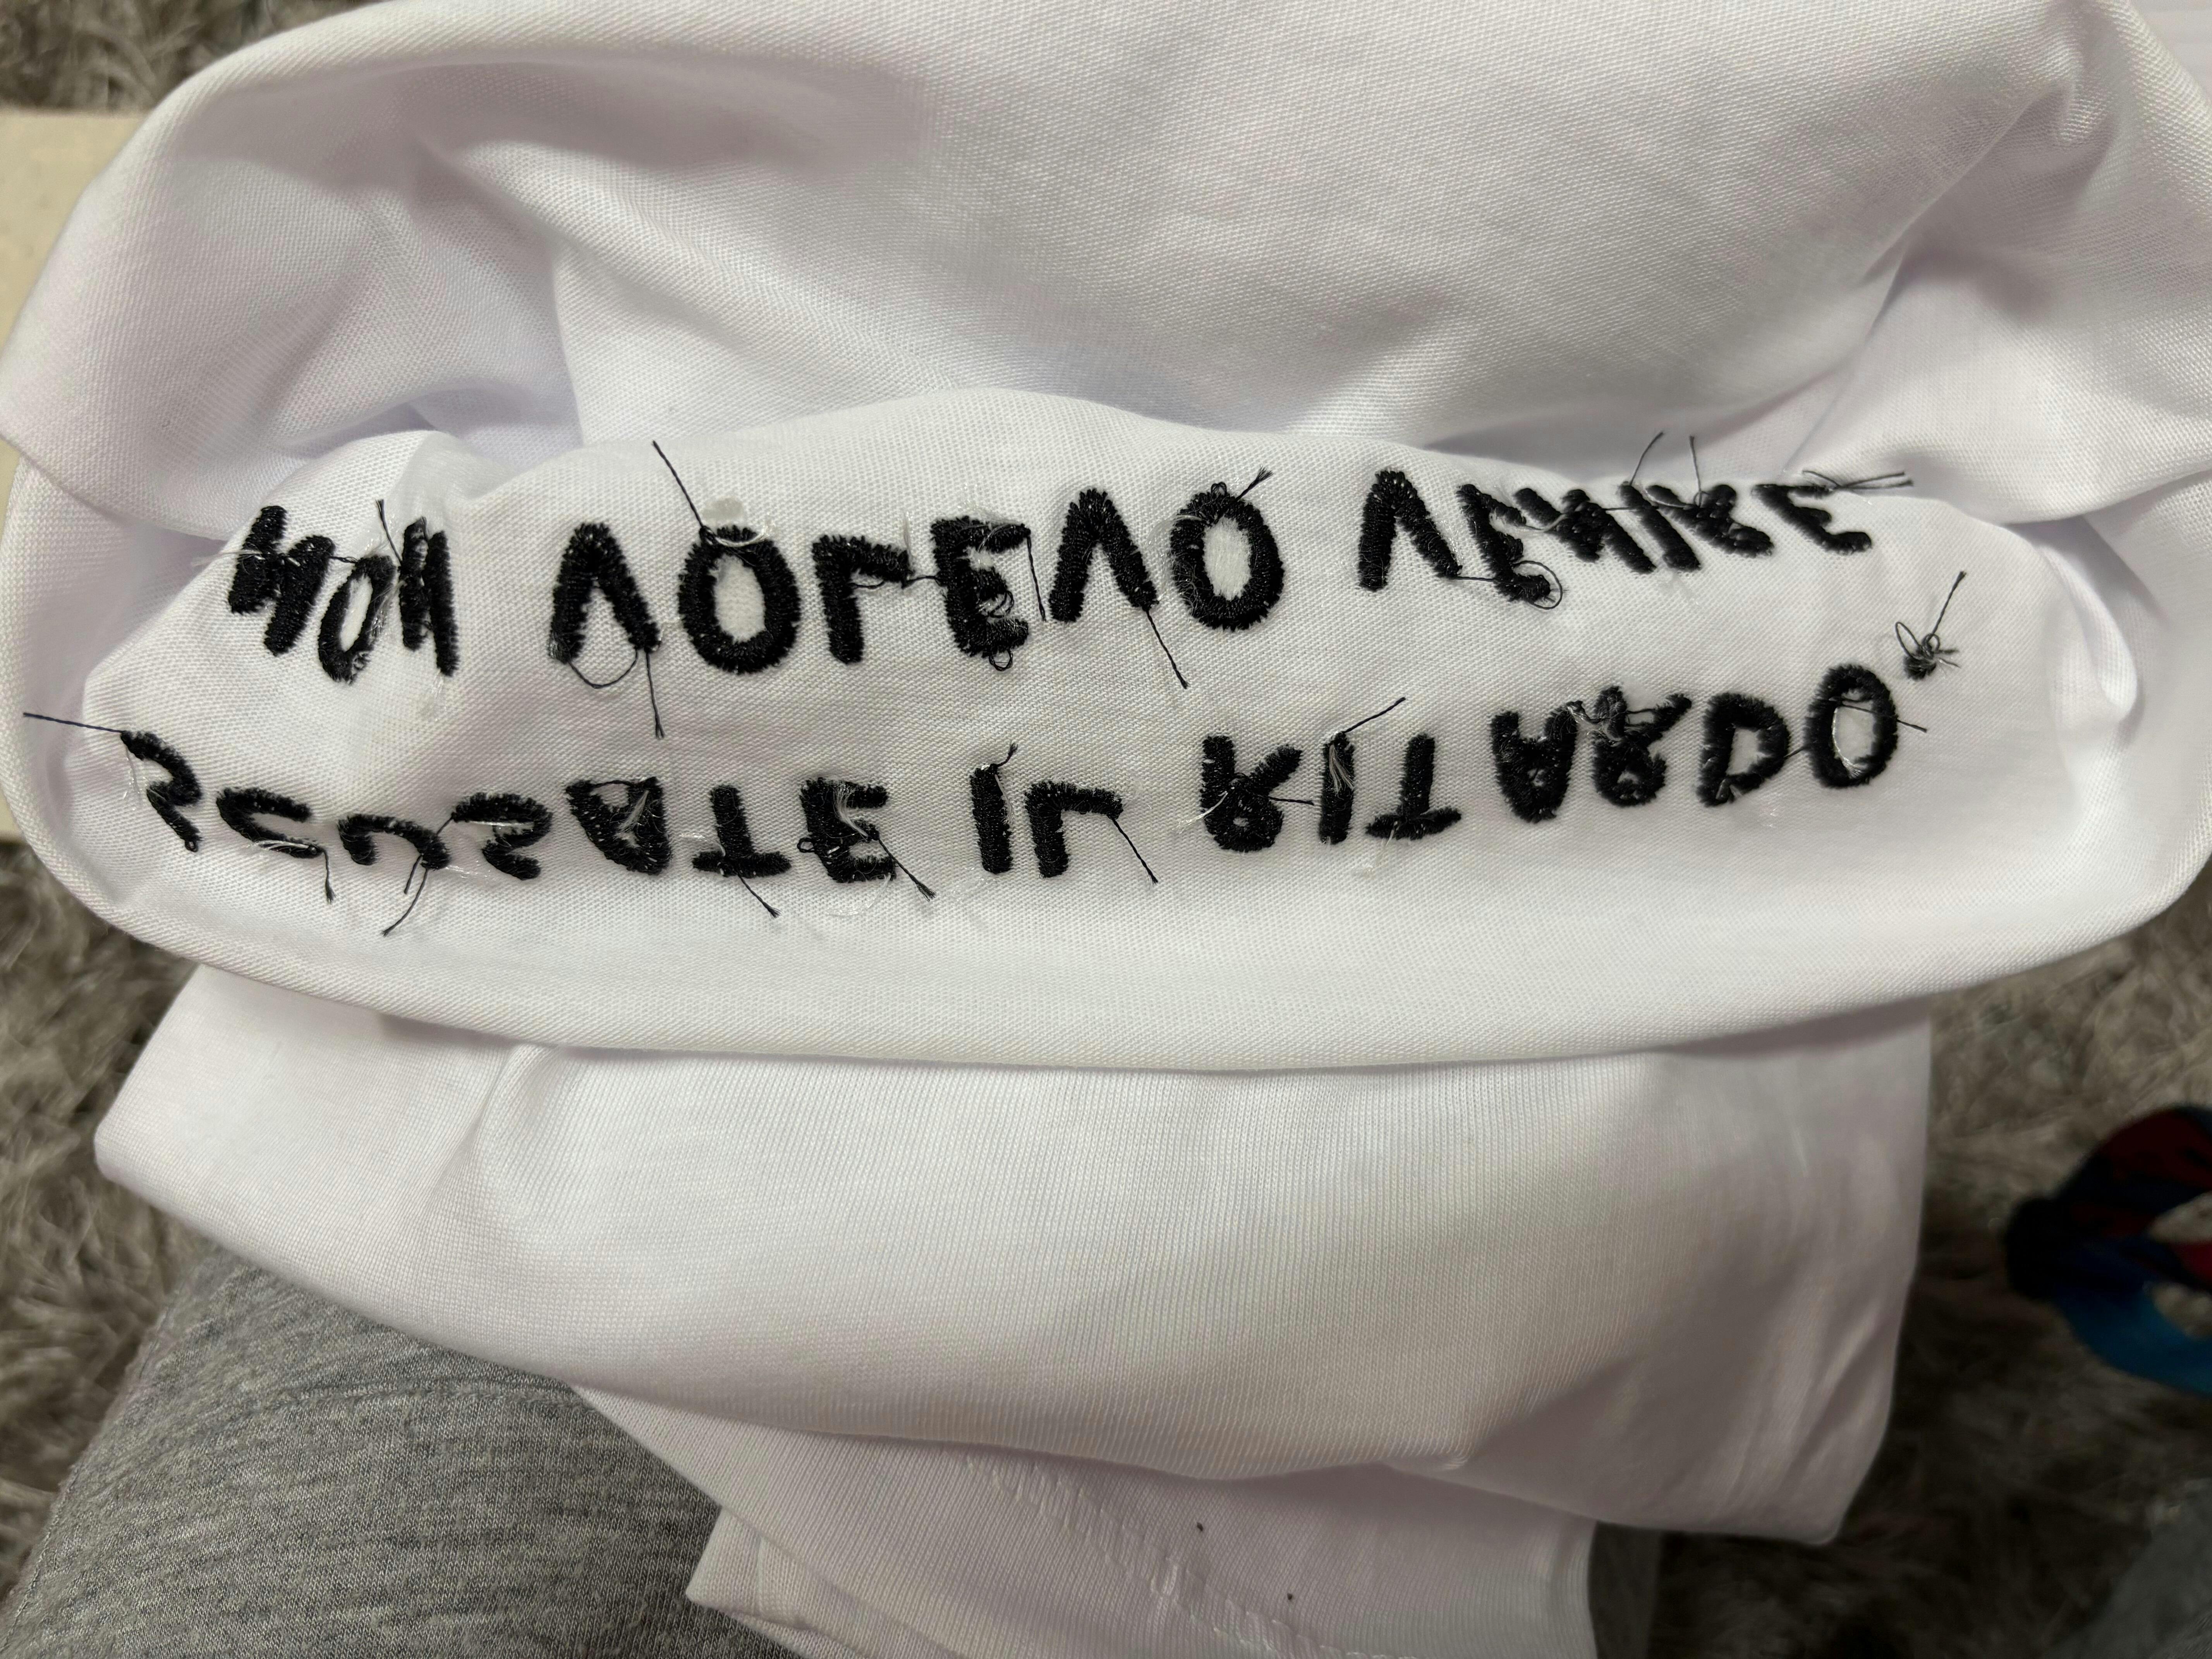 SCUSATE IL RITARDO,
NON VOLEVO VENIRE